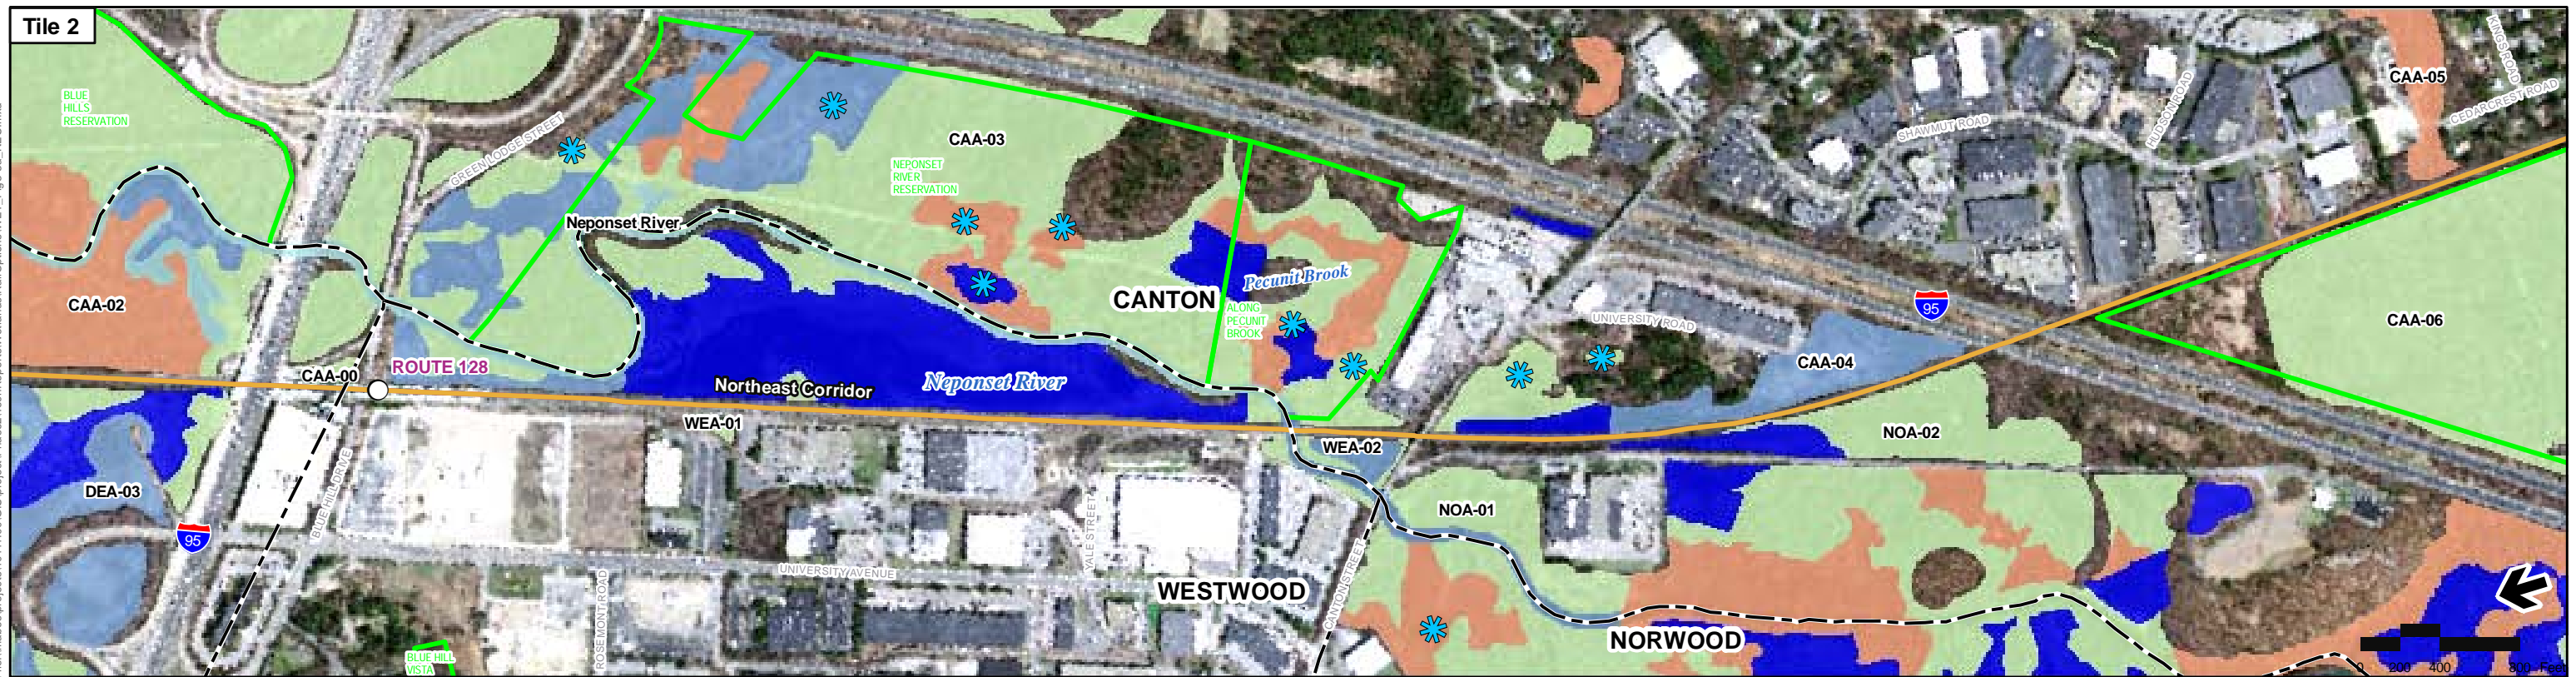 Tile 2
BLUE
HILLS
RESERVATION
GREEN LODGE STREET
CAA-03
NEPONSET
RIVER
RESERVATION
Neponset River
CAA-02
CANTON
Pecunit Brook
ALONG
PECUNIT
BROOK
SHAWMUT ROAD
HUDSON ROAD
KINGS ROAD
CAA-05
CEDARCREST ROAD
95
UNIVERSITY ROAD
CAA-04
CAA-06
CAA-00
ROUTE 128
Northeast Corridor
Neponset River
WEA-01
WEA-02
NOA-02
DEA-03
95
BLUE HILL DRIVE
YALE STREET
NOA-01
UNIVERSITY AVENUE
ROSEMONT ROAD
WESTWOOD
CANTON STREET
NORWOOD
BLUE HILL
VISTA
0 200 400 800 Feet